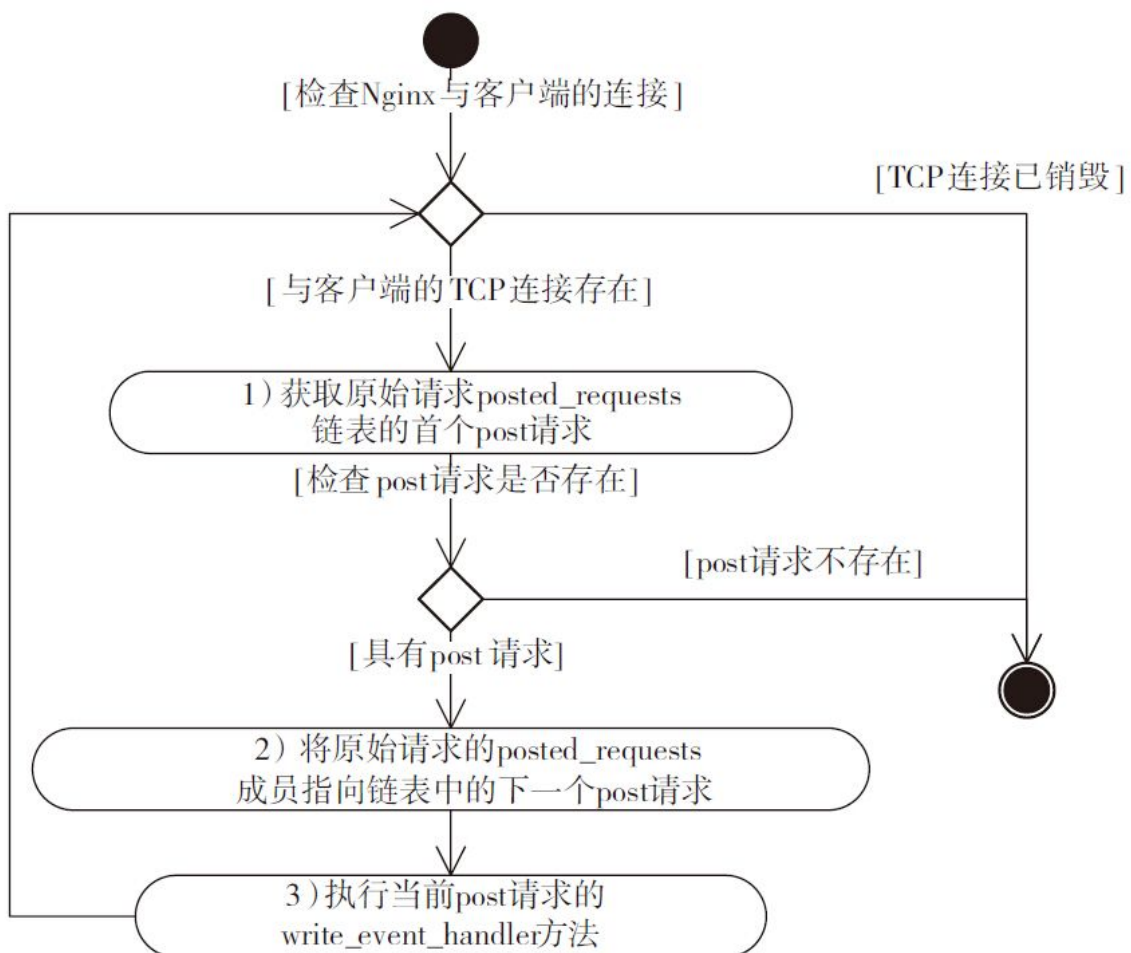 [检查Nginx与客户端的连接]
[TCP连接已销毁]
[与客户端的TCP连接存在]
1)获取原始请求posted_requests
链表的首个post请求
[检查post请求是否存在]
[post请求不存在]
[具有post请求]
2) 将原始请求的posted_requests
成员指向链表中的下一个post请求
3)执行当前post请求的
write_event_handler方法